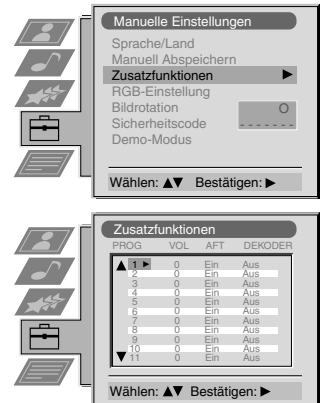 Manuelle Einstellungen
Sprache/Land
Manuell Abspeichern
Zusatzfunktionen ▶
RGB-Einstellung
Bildrotation O
Sicherheitscode - - - - - - -
Demo-Modus
Wählen: ▲▼ Bestätigen: ▶
Zusatzfunktionen
PROG VOL AFT DEKODER
▲ 1 ▶ 0 Ein Aus
2 0 Ein Aus
3 0 Ein Aus
4 0 Ein Aus
5 0 Ein Aus
6 0 Ein Aus
7 0 Ein Aus
8 0 Ein Aus
9 0 Ein Aus
10 0 Ein Aus
▼ 11 0 Ein Aus
Wählen: ▲▼ Bestätigen: ▶